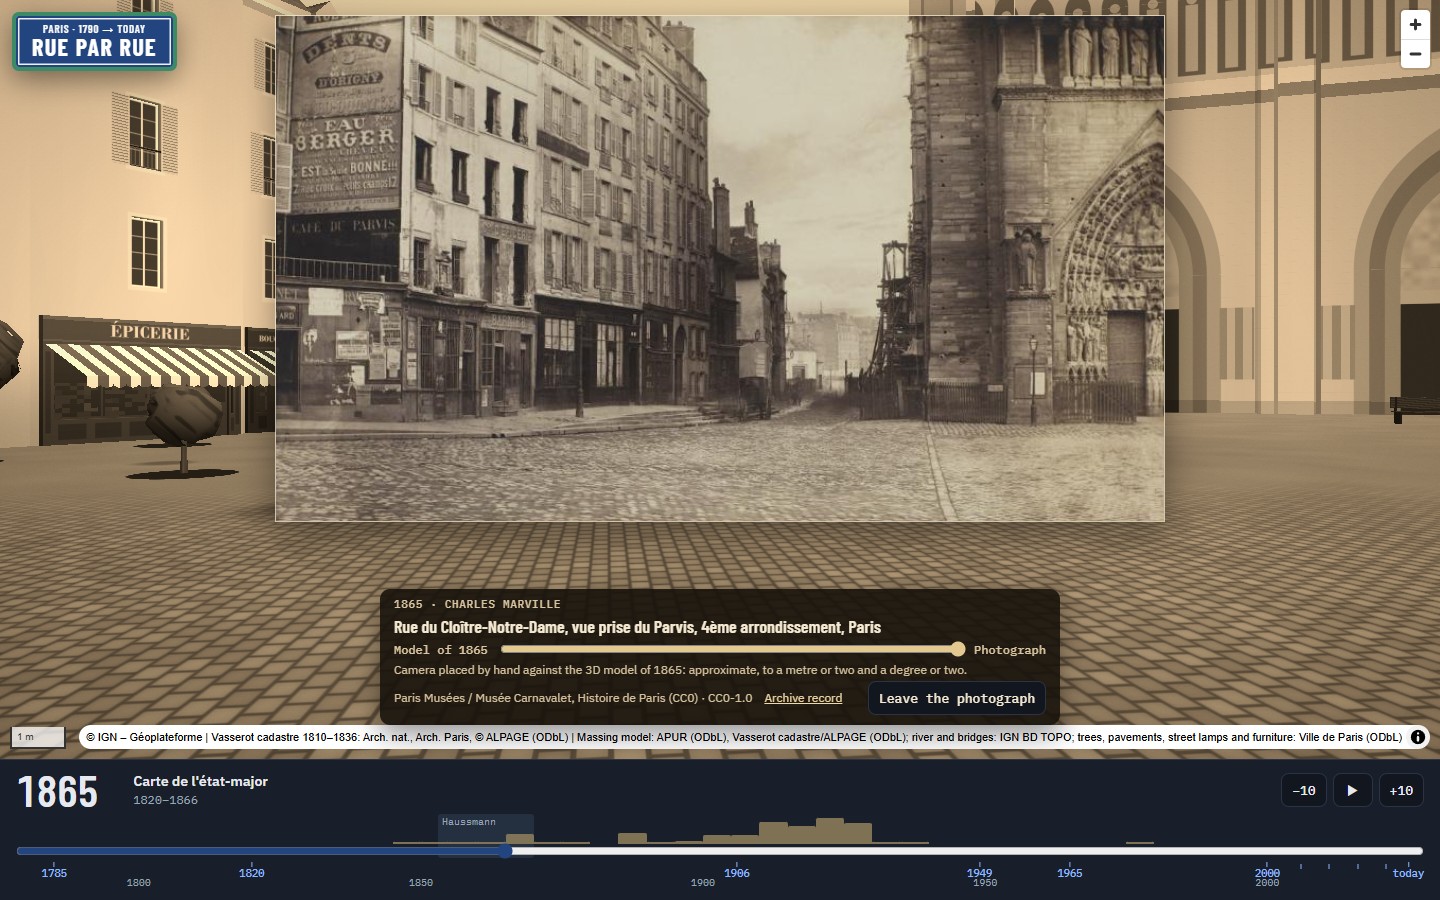 PARIS - 1790 → TODAY
RUE PAR RUE
DENTS
DORIGNY
EAU
BERGER
EST la Seule BONNE!!!
CAFÉ DU PARVIS
ÉPICERIE
1865 · CHARLES MARVILLE
Rue du Cloître-Notre-Dame, vue prise du Parvis, 4ème arrondissement, Paris
Model of 1865
Photograph
Camera placed by hand against the 3D model of 1865: approximate, to a metre or two and a degree or two.
Paris Musées / Musée Carnavalet, Histoire de Paris (CC0) · CC0-1.0 Archive record
Leave the photograph
1 m
© IGN – Géoplateforme | Vasserot cadastre 1810–1836: Arch. nat., Arch. Paris, © ALPAGE (ODbL) | Massing model: APUR (ODbL), Vasserot cadastre/ALPAGE (ODbL); river and bridges: IGN BD TOPO; trees, pavements, street lamps and furniture: Ville de Paris (ODbL)
1865
Carte de l'état-major
1820–1866
−10
+10
Haussmann
1785 1820 1906 1949 1965 2000 today
1800 1850 1900 1950 2000